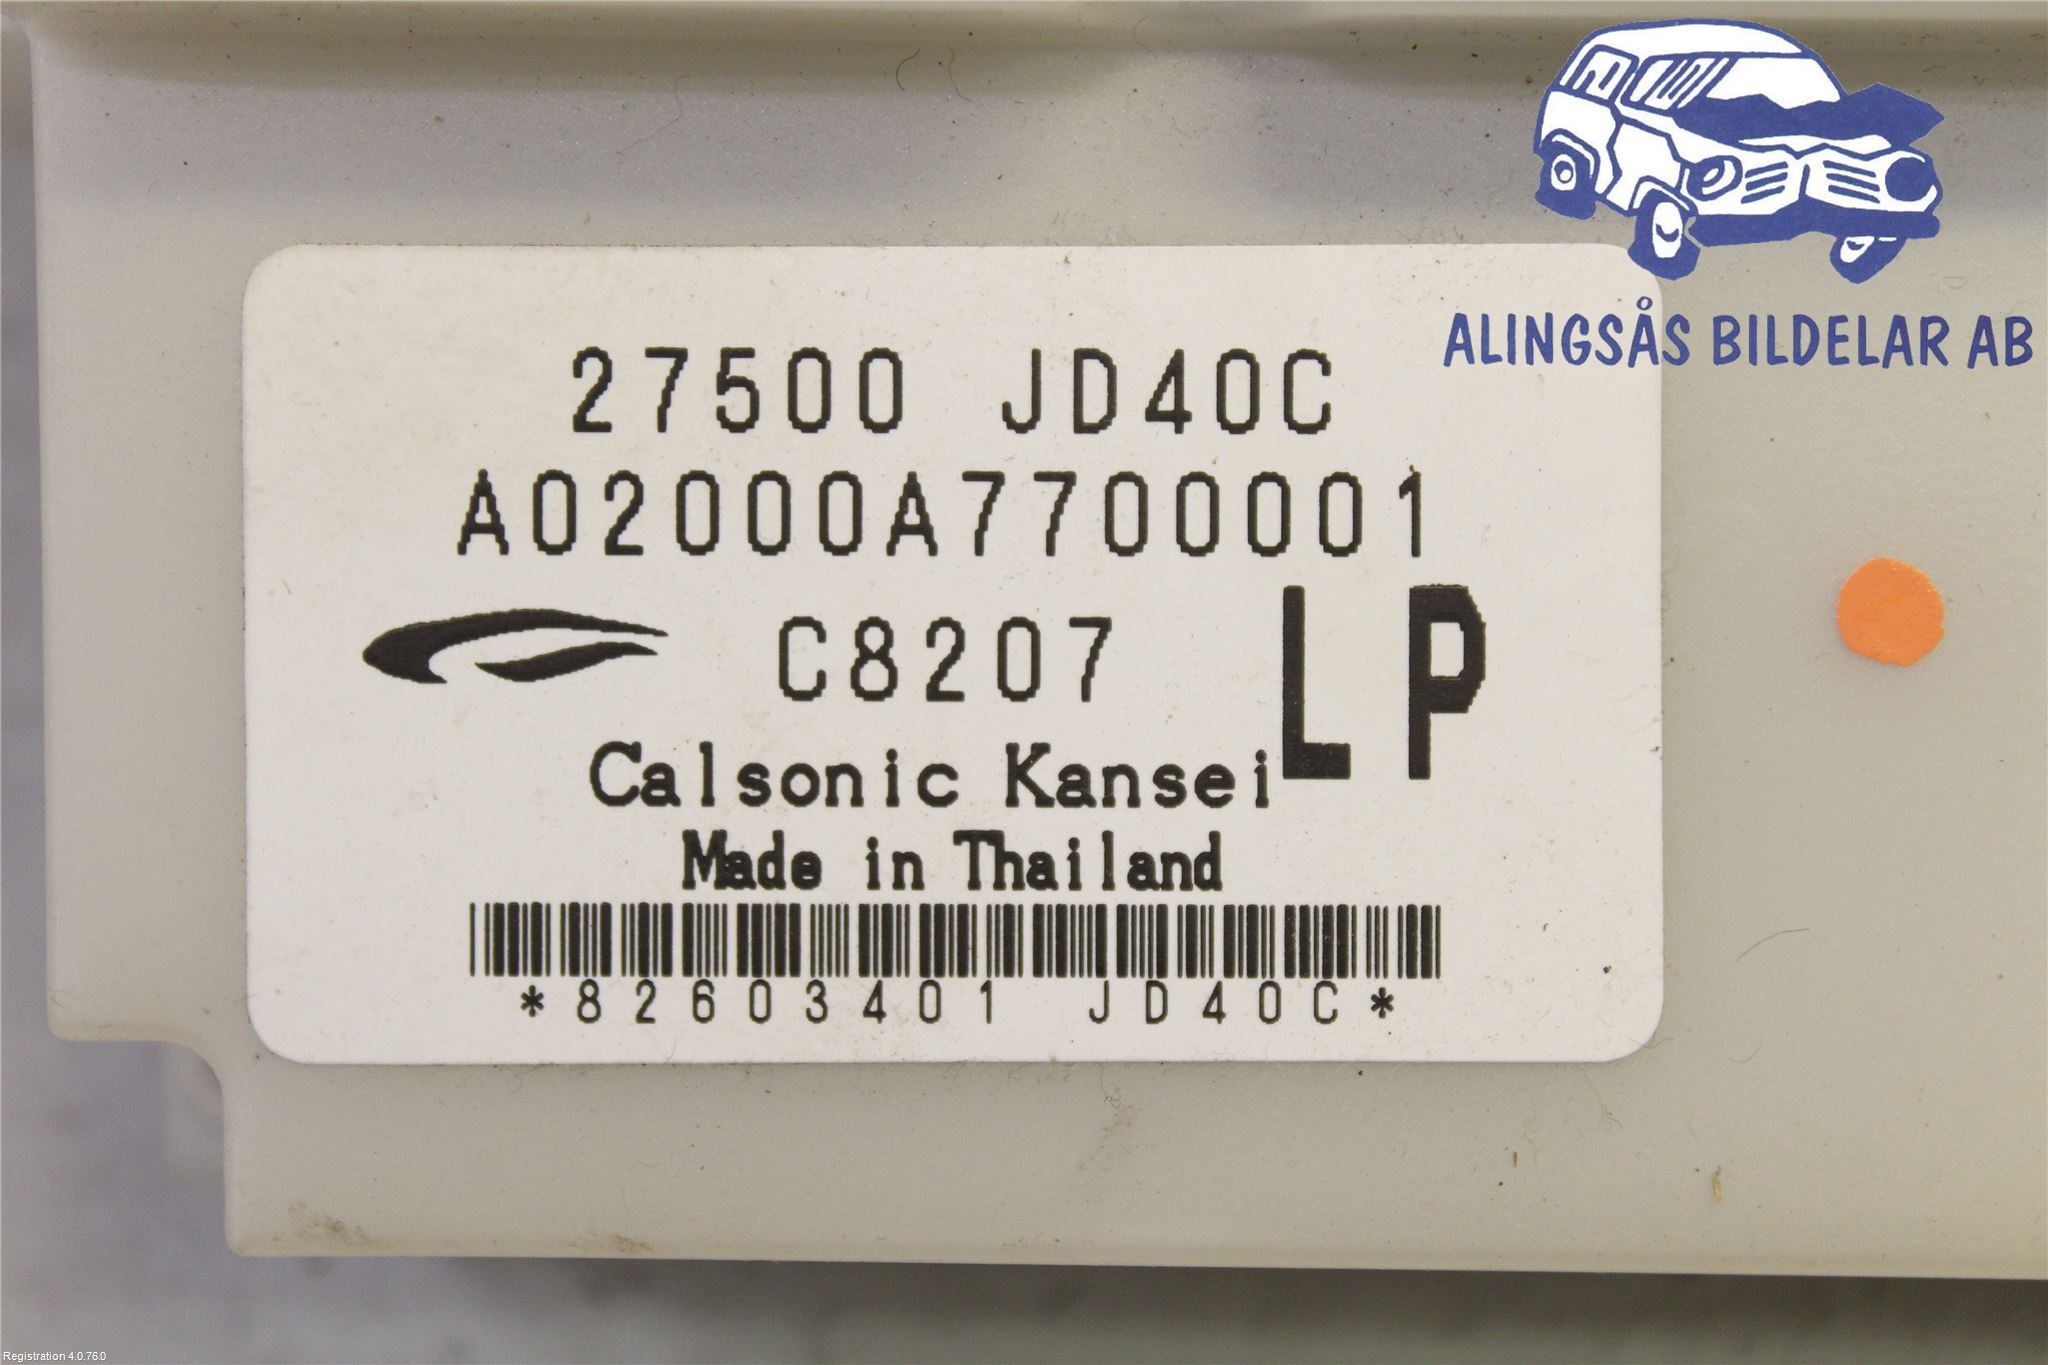 ALINGSÅS BILDELAR AB
27500 JD40C
A02000A7700001
C8207 LP
Calsonic Kansei
Made in Thailand
*82603401 JD40C*
Registration 4.0.76.0